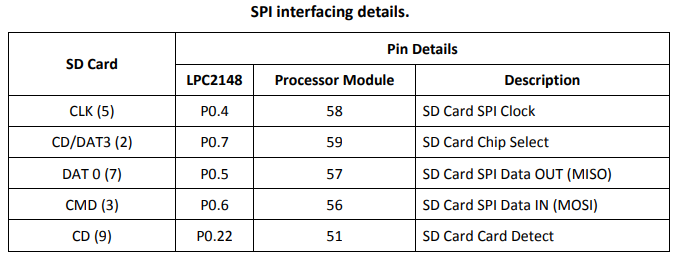 SPI interfacing details.
SD Card Pin Details
LPC2148 Processor Module Description
CLK (5) P0.4 58 SD Card SPI Clock
CD/DAT3 (2) P0.7 59 SD Card Chip Select
DAT 0 (7) P0.5 57 SD Card SPI Data OUT (MISO)
CMD (3) P0.6 56 SD Card SPI Data IN (MOSI)
CD (9) P0.22 51 SD Card Card Detect